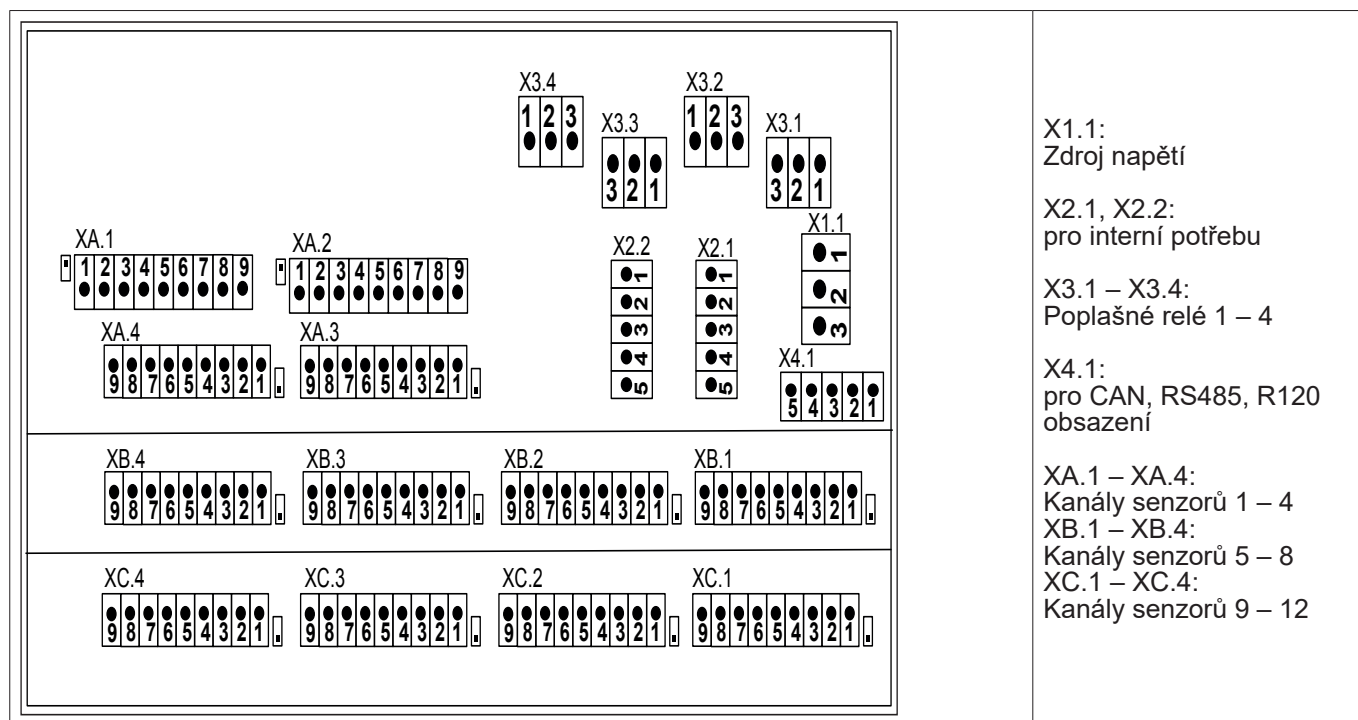 X3.4
1 2 3
X3.3
3 2 1
X3.2
1 2 3
X3.1
3 2 1
X1.1
1
2
3
X2.2
1
2
3
4
5
X2.1
1
2
3
4
5
X4.1
5 4 3 2 1
XA.1
1 2 3 4 5 6 7 8 9
XA.2
1 2 3 4 5 6 7 8 9
XA.4
9 8 7 6 5 4 3 2 1
XA.3
9 8 7 6 5 4 3 2 1
XB.4
9 8 7 6 5 4 3 2 1
XB.3
9 8 7 6 5 4 3 2 1
XB.2
9 8 7 6 5 4 3 2 1
XB.1
9 8 7 6 5 4 3 2 1
XC.4
9 8 7 6 5 4 3 2 1
XC.3
9 8 7 6 5 4 3 2 1
XC.2
9 8 7 6 5 4 3 2 1
XC.1
9 8 7 6 5 4 3 2 1
X1.1:
Zdroj napětí
X2.1, X2.2:
pro interní potřebu
X3.1 – X3.4:
Poplašné relé 1 – 4
X4.1:
pro CAN, RS485, R120
obsazení
XA.1 – XA.4:
Kanály senzorů 1 – 4
XB.1 – XB.4:
Kanály senzorů 5 – 8
XC.1 – XC.4:
Kanály senzorů 9 – 12